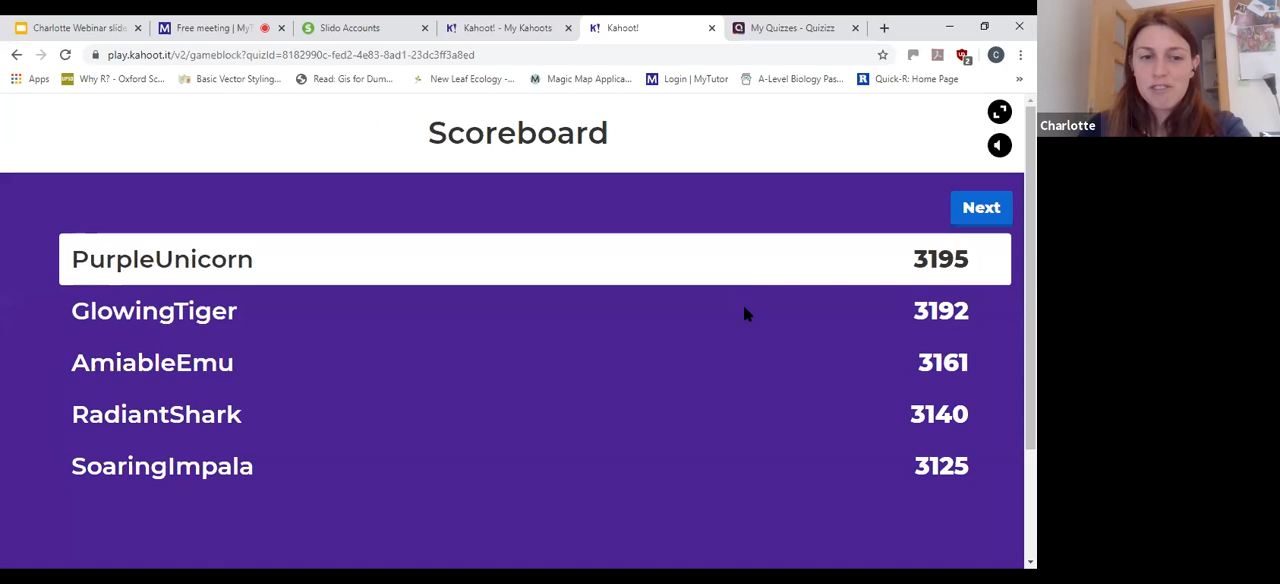 Charlotte Webinar slide
Free meeting | MyT
Slido Accounts
K! Kahoot! - My Kahoots
K! Kahoot!
My Quizzes - Quizizz
play.kahoot.it/v2/gameblock?quizId=8182990c-fed2-4e83-8ad1-23dc3ff3a8ed
C
Apps
Why R? - Oxford Sc...
Basic Vector Styling...
Read: Gis for Dum...
New Leaf Ecology -...
Magic Map Applica...
Login | MyTutor
A-Level Biology Pas...
Quick-R: Home Page
»
Scoreboard
Charlotte
Next
PurpleUnicorn 3195
GlowingTiger 3192
AmiableEmu 3161
RadiantShark 3140
SoaringImpala 3125